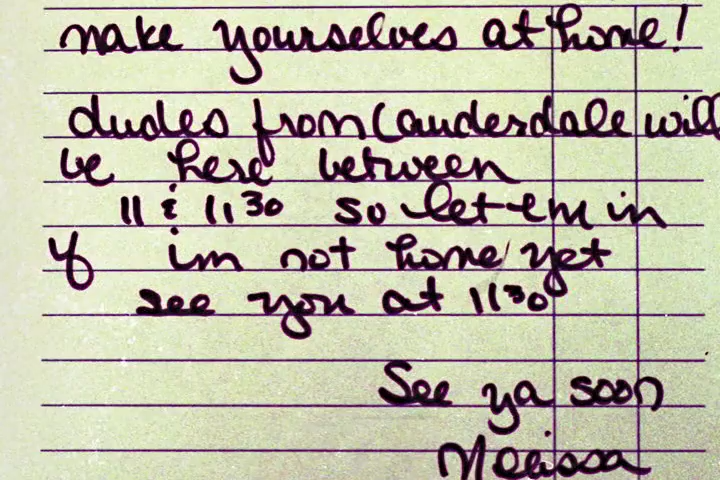 make yourselves at home!
dudes from Lauderdale will
be here between
11 & 1130 so let em in
if im not home yet
see you at 1130
See ya soon
Melissa